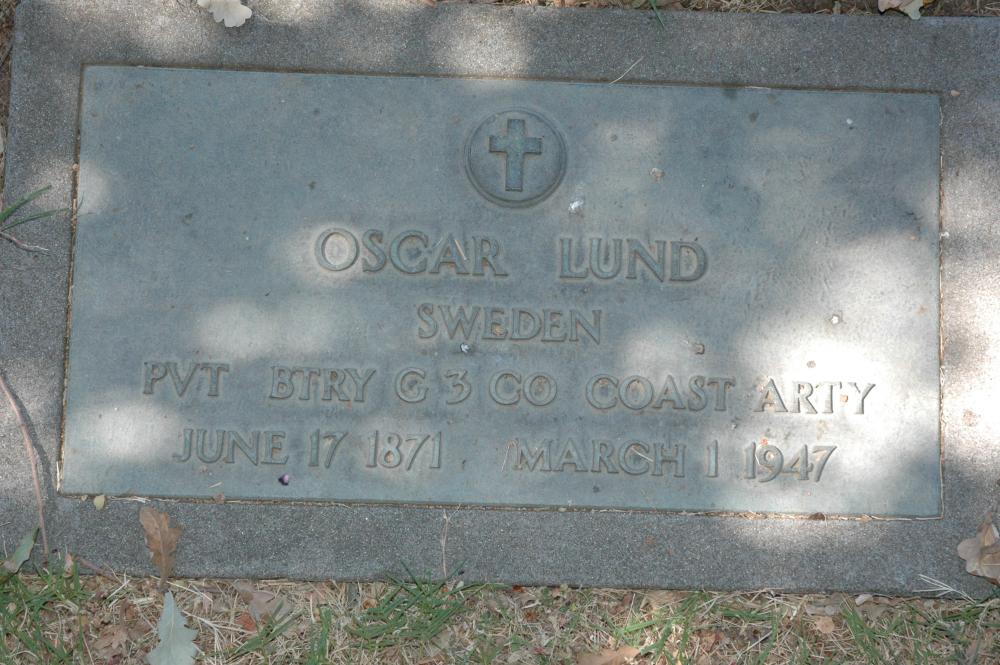 OSCAR LUND
SWEDEN
PVT BTRY G 3 CO COAST ARTY
JUNE 17 1871 MARCH 1 1947